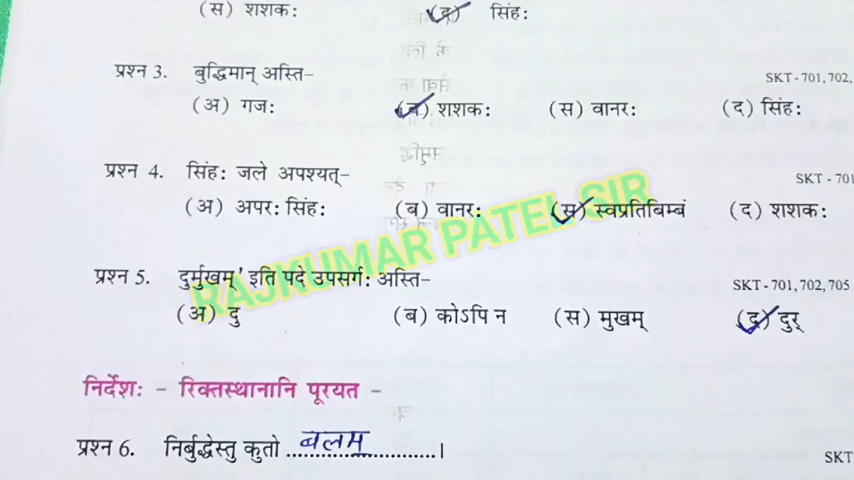 (स) शशकः (द) सिंहः
प्रश्न 3. बुद्धिमान् अस्ति- SKT-701,702,
(अ) गजः (ब) शशकः (स) वानरः (द) सिंहः
प्रश्न 4. सिंहः जले अपश्यत्- SKT-701
(अ) अपरः सिंहः (ब) वानरः (स) स्वप्रतिबिम्बं (द) शशकः
RAJKUMAR PATEL SIR
प्रश्न 5. दुर्मुखम्' इति पदे उपसर्गः अस्ति- SKT-701,702,705
(अ) दु (ब) कोऽपि न (स) मुखम् (द) दुर्
निर्देशः - रिक्तस्थानानि पूरयत -
प्रश्न 6. निर्बुद्धेस्तु कुतो ...बलम्............। SKT